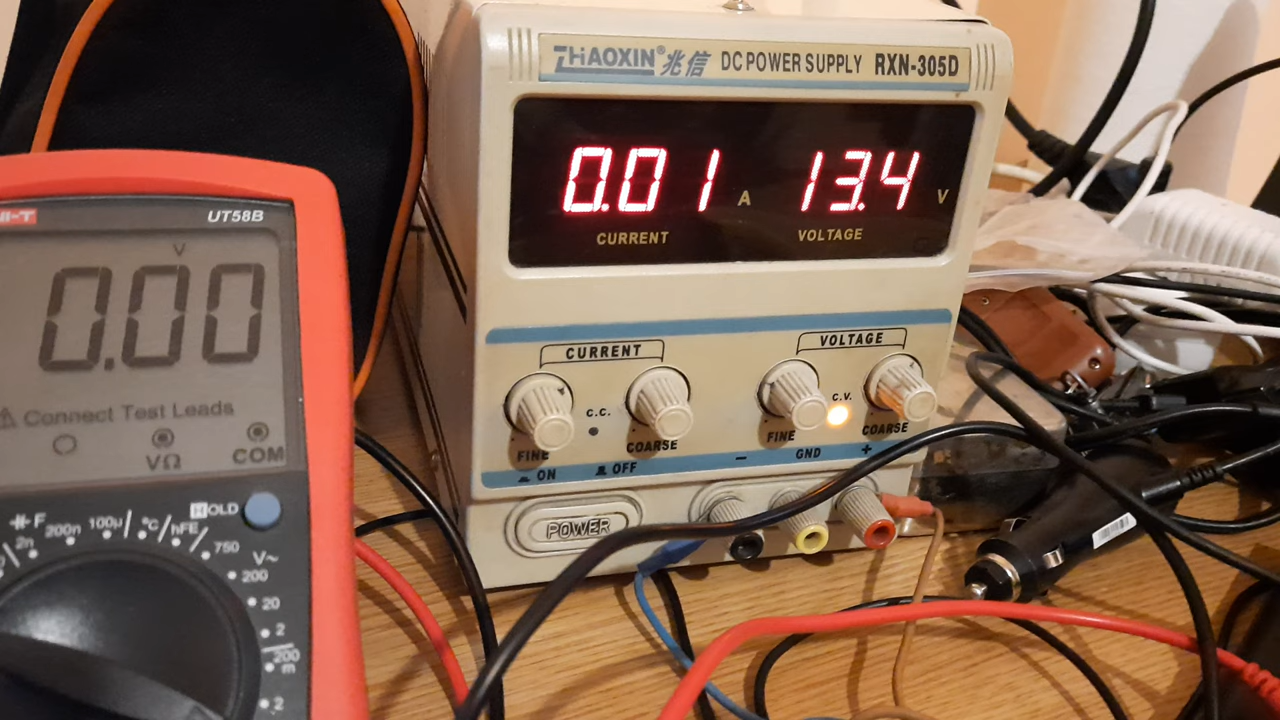 ZHAOXIN® 兆信 DC POWER SUPPLY RXN-305D
0.01 A 13.4 V
CURRENT VOLTAGE
CURRENT VOLTAGE
C.C. C.V.
FINE COARSE FINE COARSE
ON OFF - GND +
POWER
NI-T UT58B
V
0.00
Connect Test Leads
VΩ COM
HOLD
F 200n 100µ °C hFE
2n 750
V~
200
20
2
200
m
2